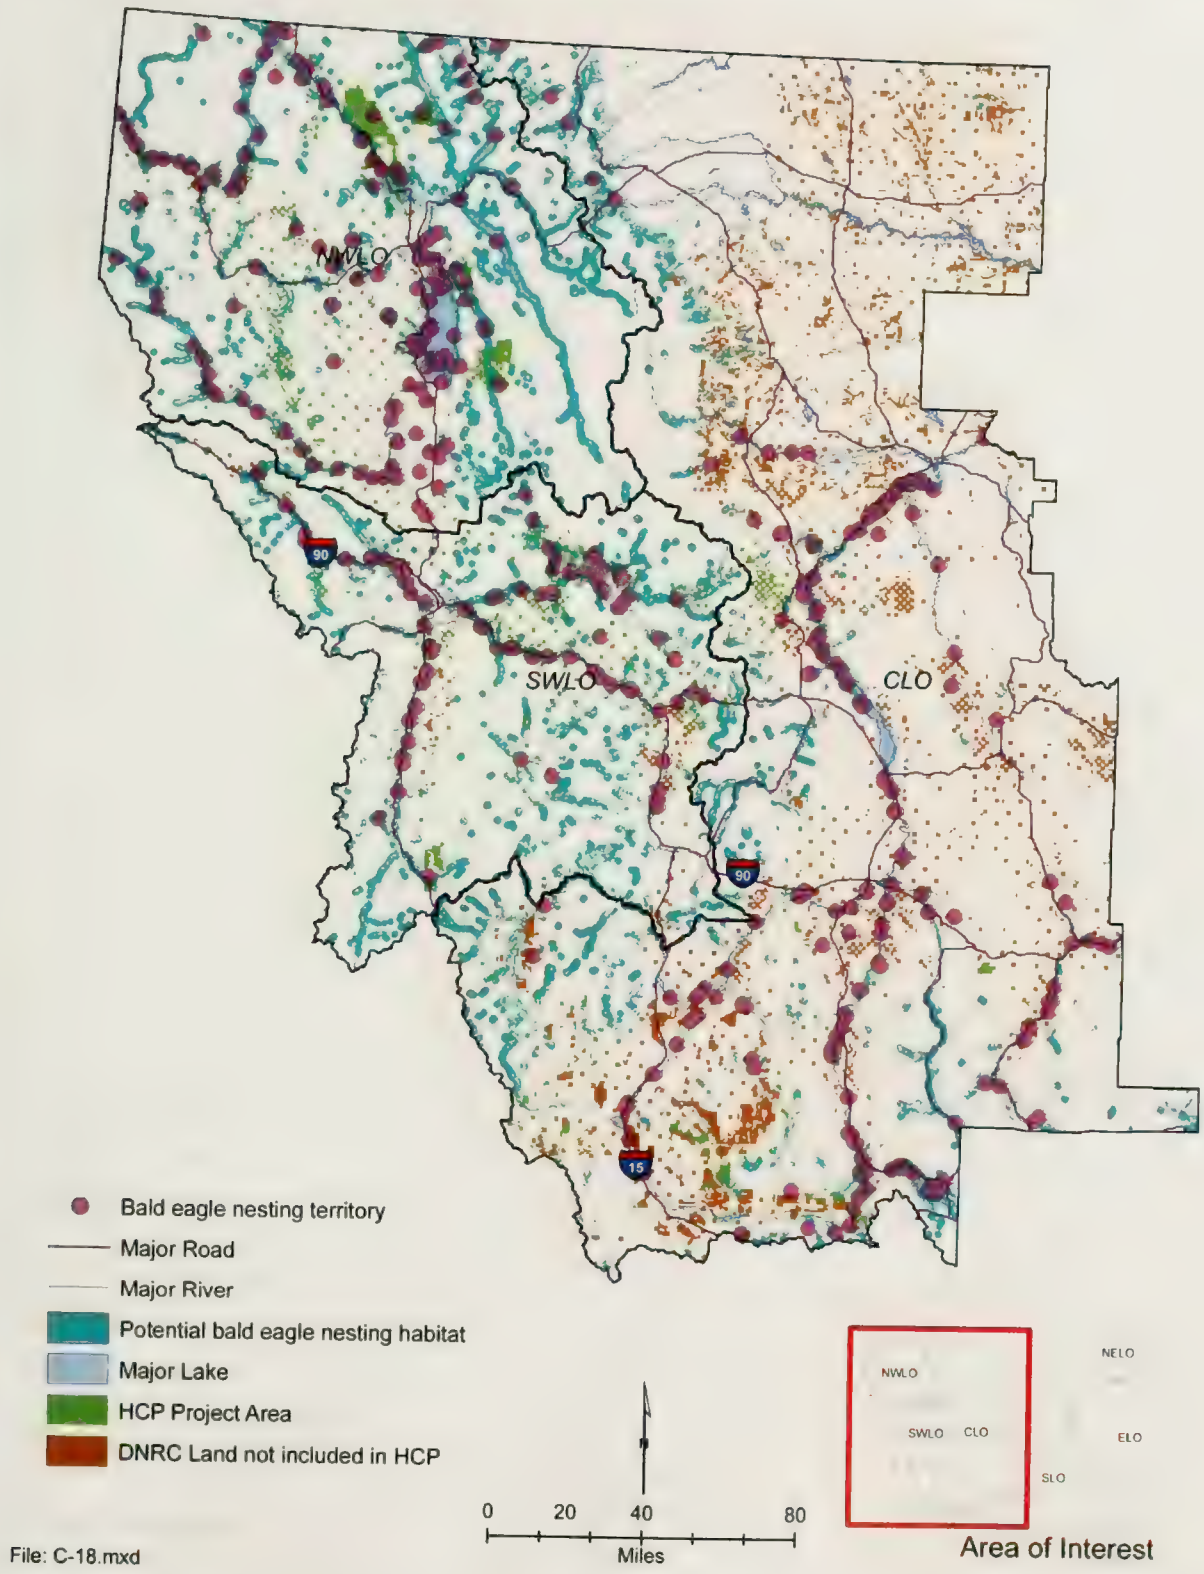 NWLO
90
SWLO
CLO
90
15
Bald eagle nesting territory
Major Road
Major River
Potential bald eagle nesting habitat
Major Lake
HCP Project Area
DNRC Land not included in HCP
N
0 20 40 80
Miles
NWLO
SWLO CLO
NELO
ELO
SLO
Area of Interest
File: C-18.mxd